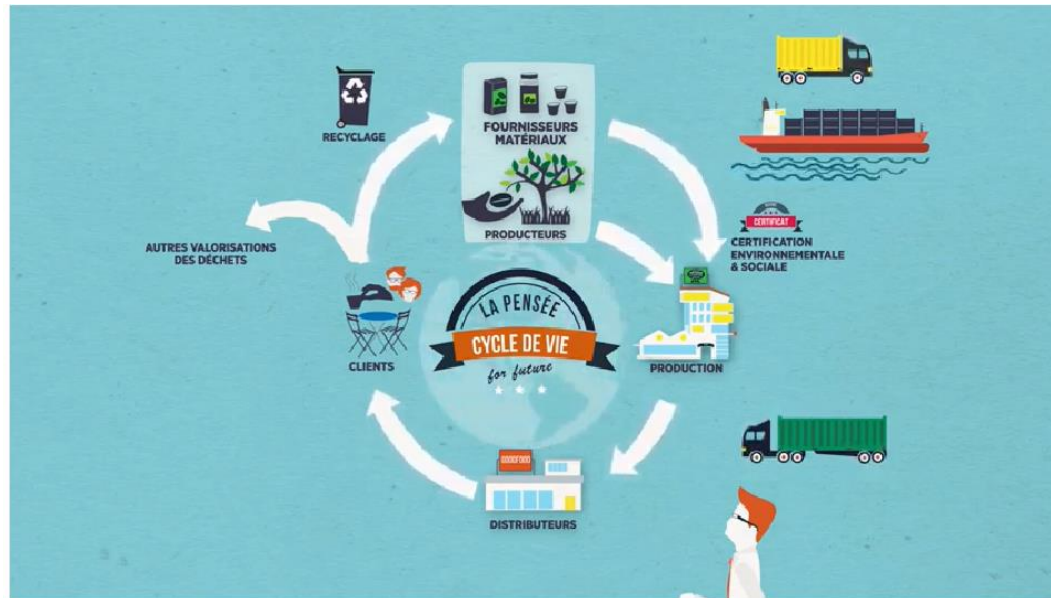 RECYCLAGE
FOURNISSEURS
MATÉRIAUX
PRODUCTEURS
AUTRES VALORISATIONS
DES DÉCHETS
CERTIFICAT
CERTIFICATION
ENVIRONNEMENTALE
& SOCIALE
LA PENSÉE
CYCLE DE VIE
for future
CLIENTS
PRODUCTION
DISTRIBUTEURS